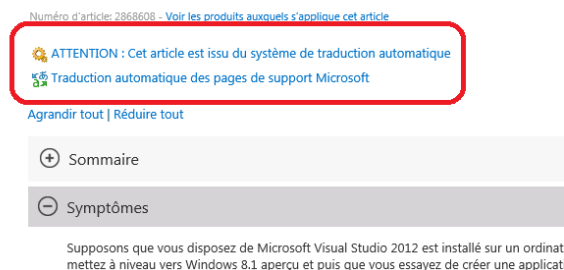 Numéro d'article: 2868608 - Voir les produits auxquels s'applique cet article
ATTENTION : Cet article est issu du système de traduction automatique
Traduction automatique des pages de support Microsoft
Agrandir tout | Réduire tout
Sommaire
Symptômes
Supposons que vous disposez de Microsoft Visual Studio 2012 est installé sur un ordinat
mettez à niveau vers Windows 8.1 aperçu et puis que vous essayez de créer une applicati